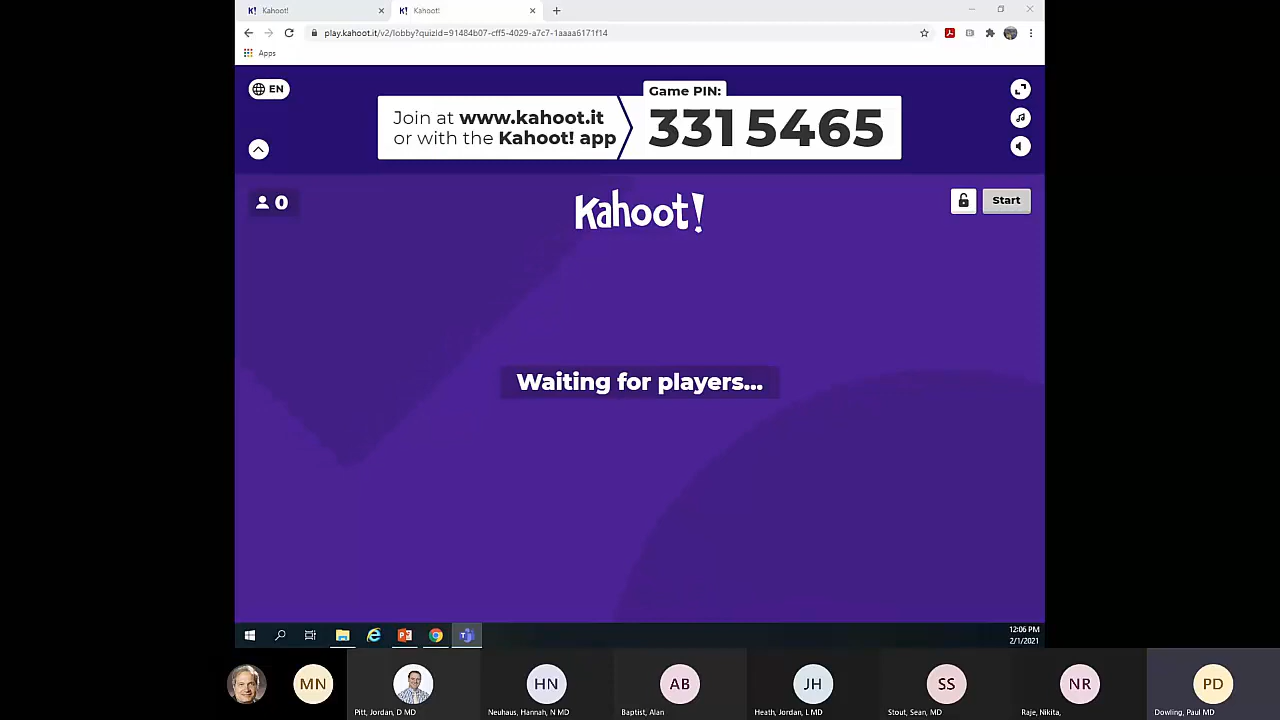 Kahoot!
Kahoot!
play.kahoot.it/v2/lobby?quizId=91484b07-cff5-4029-a7c7-1aaaa6171f14
Apps
EN
Join at www.kahoot.it
or with the Kahoot! app
Game PIN:
331 5465
0
Kahoot!
Start
Waiting for players...
12:06 PM
2/1/2021
MN
HN
AB
JH
SS
NR
PD
Pitt, Jordan, D MD
Neuhaus, Hannah, N MD
Baptist, Alan
Heath, Jordan, L MD
Stout, Sean, MD
Raje, Nikita,
Dowling, Paul MD